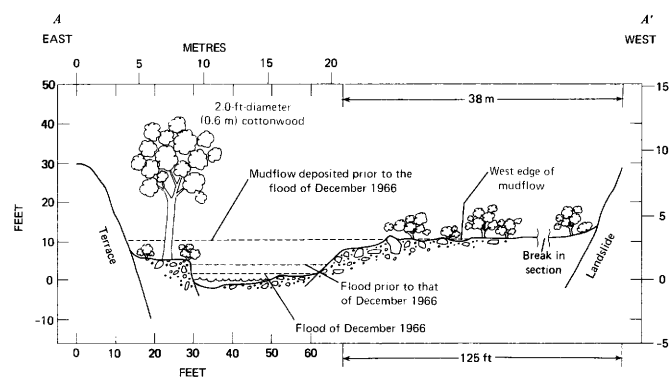 A
EAST
A'
WEST
METRES
0 5 10 15 20
50
40
30
20
10
0
-10
FEET
38 m
15
10
5
0
-5
2.0-ft-diameter
(0.6 m) cottonwood
Mudflow deposited prior to the
flood of December 1966
West edge of
mudflow
Terrace
Break in
section
Landslide
Flood prior to that
of December 1966
Flood of December 1966
0 10 20 30 40 50 60
FEET
125 ft